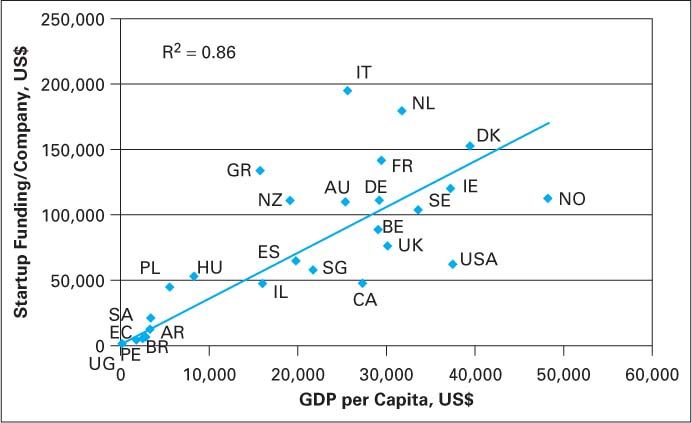 250,000
R² = 0.86
IT
200,000
NL
DK
150,000
FR
GR
AU
DE
IE
NZ
SE
NO
100,000
BE
UK
ES
USA
PL
HU
SG
50,000
IL
CA
SA
EC
AR
0
PE
BR
UG
0
10,000
20,000
30,000
40,000
50,000
60,000
GDP per Capita, US$
Startup Funding/Company, US$